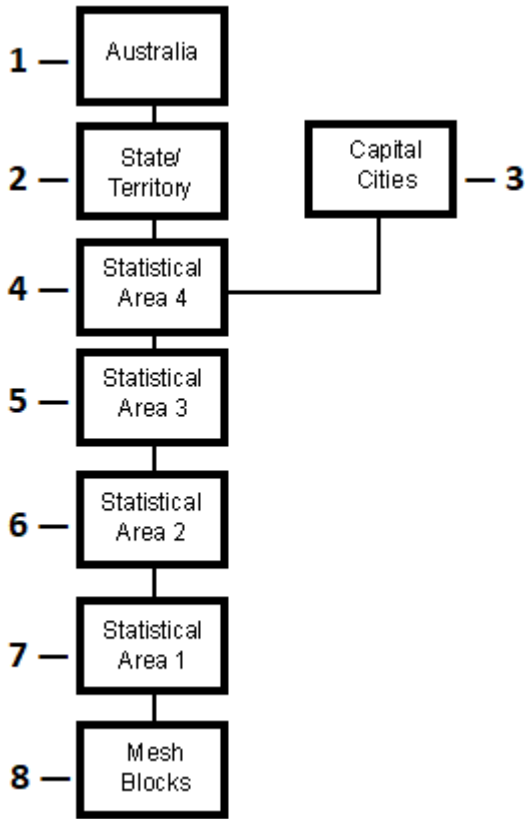 1 — Australia
2 — State/
Territory
Capital
Cities — 3
4 — Statistical
Area 4
5 — Statistical
Area 3
6 — Statistical
Area 2
7 — Statistical
Area 1
8 — Mesh
Blocks